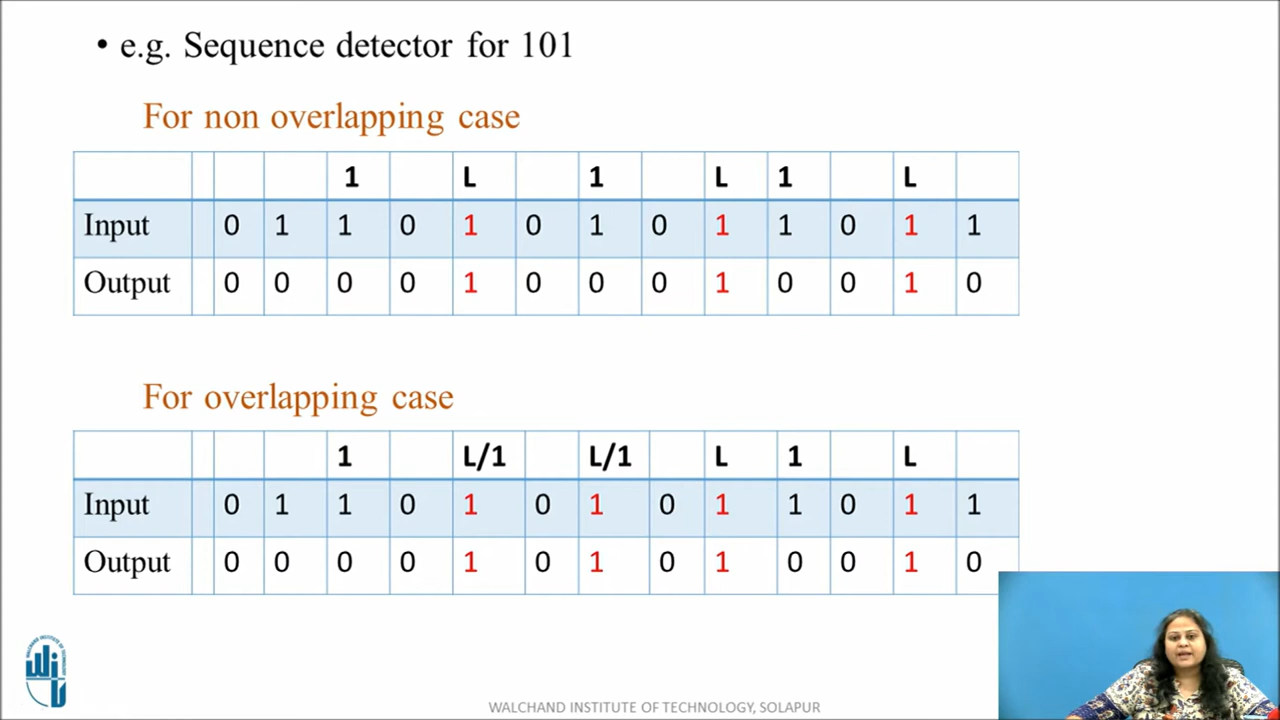 • e.g. Sequence detector for 101
For non overlapping case
1 L 1 L 1 L
Input 0 1 1 0 1 0 1 0 1 1 0 1 1
Output 0 0 0 0 1 0 0 0 1 0 0 1 0
For overlapping case
1 L/1 L/1 L 1 L
Input 0 1 1 0 1 0 1 0 1 1 0 1 1
Output 0 0 0 0 1 0 1 0 1 0 0 1 0
WALCHAND INSTITUTE OF TECHNOLOGY, SOLAPUR